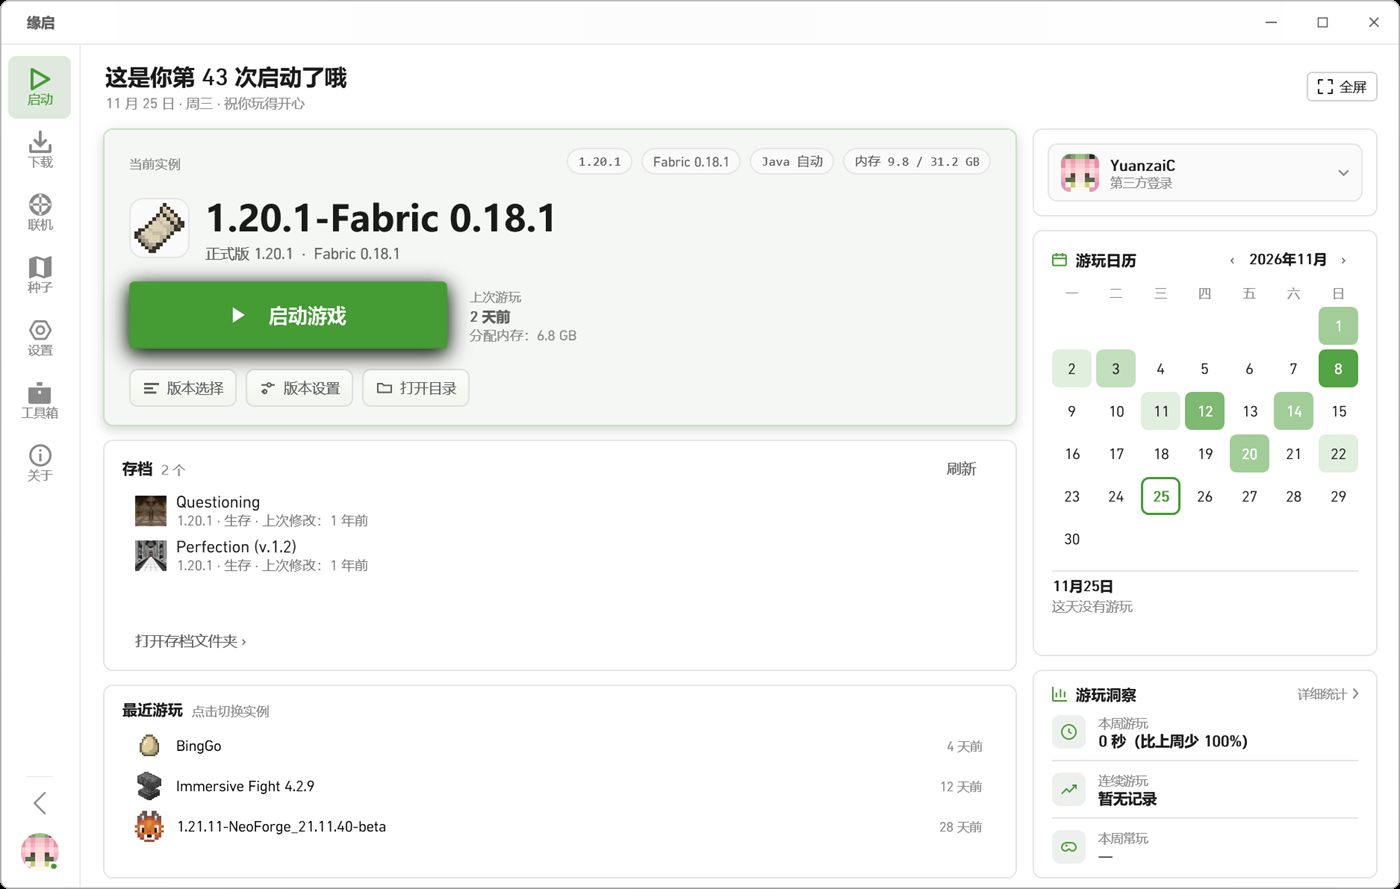 缘启
启动
下载
联机
种子
设置
工具箱
关于
这是你第 43 次启动了哦
11 月 25 日 · 周三 · 祝你玩得开心
全屏
当前实例
1.20.1
Fabric 0.18.1
Java 自动
内存 9.8 / 31.2 GB
1.20.1-Fabric 0.18.1
正式版 1.20.1 · Fabric 0.18.1
启动游戏
上次游玩
2 天前
分配内存：6.8 GB
版本选择
版本设置
打开目录
存档 2 个
刷新
Questioning
1.20.1 · 生存 · 上次修改：1 年前
Perfection (v.1.2)
1.20.1 · 生存 · 上次修改：1 年前
打开存档文件夹 ›
最近游玩 点击切换实例
BingGo 4 天前
Immersive Fight 4.2.9 12 天前
1.21.11-NeoForge_21.11.40-beta 28 天前
YuanzaiC
第三方登录
游玩日历 ‹ 2026年11月 ›
一 二 三 四 五 六 日
1
2 3 4 5 6 7 8
9 10 11 12 13 14 15
16 17 18 19 20 21 22
23 24 25 26 27 28 29
30
11月25日
这天没有游玩
游玩洞察 详细统计
本周游玩
0 秒（比上周少 100%）
连续游玩
暂无记录
本周常玩
—